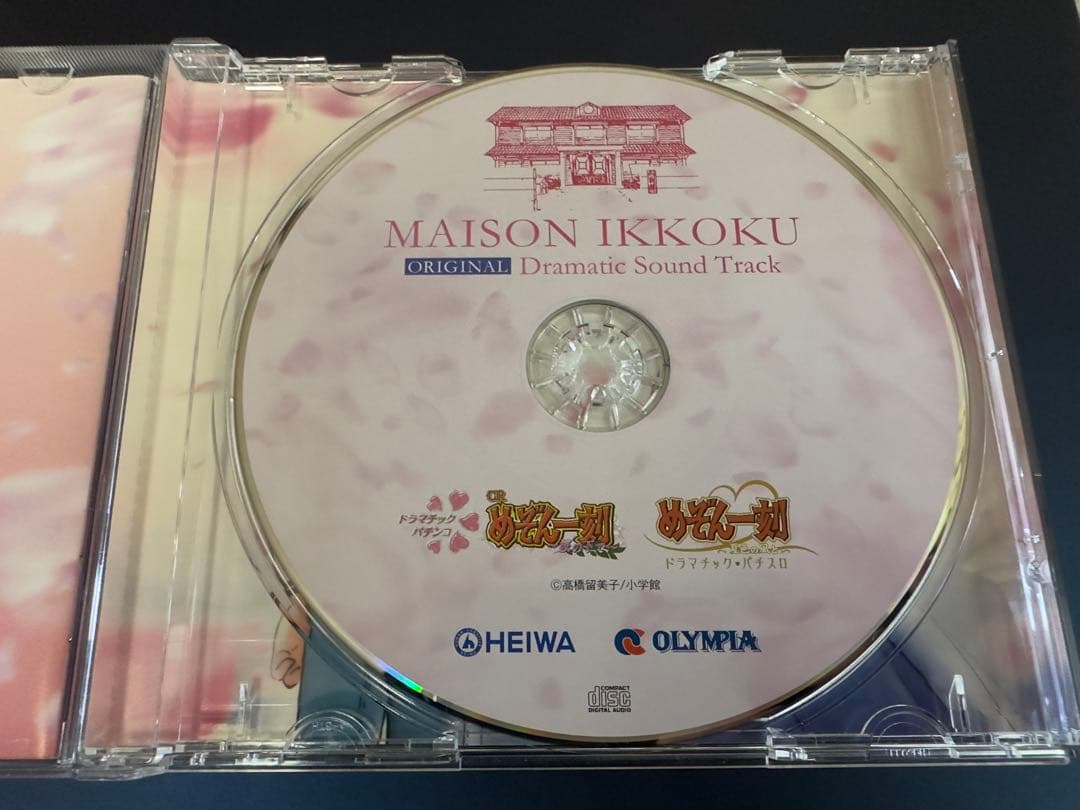 MAISON IKKOKU
ORIGINAL Dramatic Sound Track
ドラマチック
パチンコ
CR
めぞん一刻
めぞん一刻
ドラマチック・パチスロ
©高橋留美子/小学館
HEIWA
OLYMPIA
COMPACT
disc
DIGITAL AUDIO